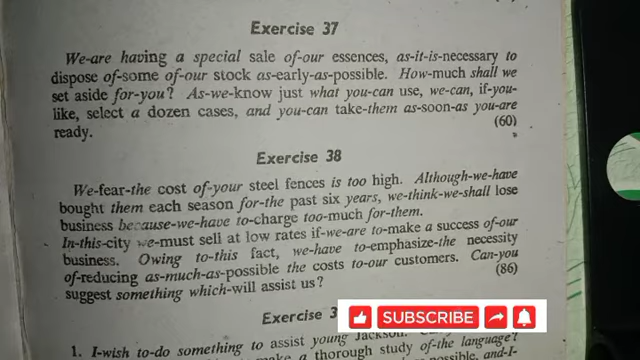 Exercise 37
We-are having a special sale of-our essences, as-it-is-necessary to
dispose of-some of-our stock as-early-as-possible. How-much shall we
set aside for-you? As-we-know just what you-can use, we-can, if-you-
like, select a dozen cases, and you-can take-them as-soon-as you-are
ready. (60)
Exercise 38
We-fear-the cost of-your steel fences is too high. Although-we-have
bought them each season for-the past six years, we-think-we-shall lose
business because-we-have to-charge too-much for-them.
In-this-city we-must sell at low rates if-we-are to-make a success of-our
business. Owing to-this fact, we-have to-emphasize-the necessity
of-reducing as-much-as-possible the costs to-our customers. Can-you
suggest something which-will assist us? (86)
Exercise 3
SUBSCRIBE
1. I-wish to-do something to assist young Jackson.
a thorough study of-the language?
possible, and-I-